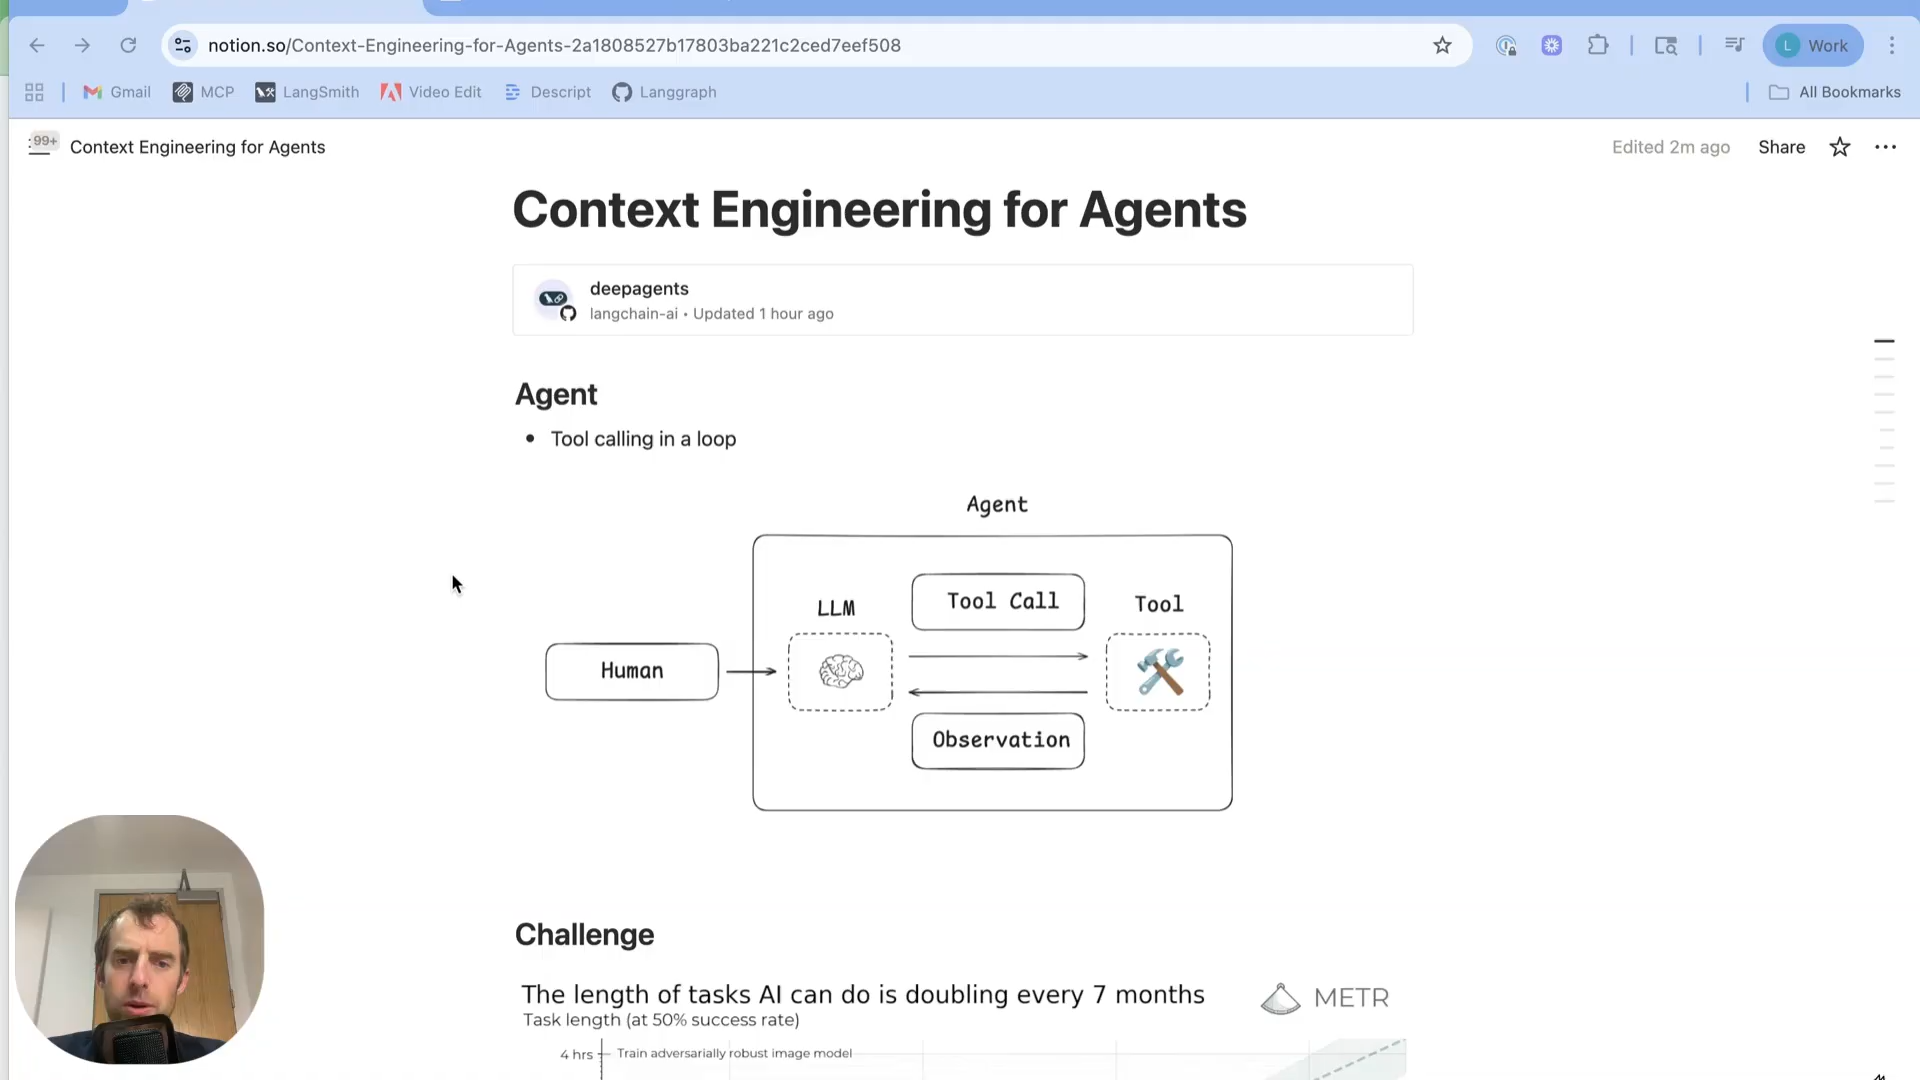 notion.so/Context-Engineering-for-Agents-2a1808527b17803ba221c2ced7eef508
L Work
Gmail MCP LangSmith Video Edit Descript Langgraph All Bookmarks
99+ Context Engineering for Agents Edited 2m ago Share
Context Engineering for Agents
deepagents
langchain-ai • Updated 1 hour ago
Agent
• Tool calling in a loop
Agent
LLM
Tool Call
Tool
Human
Observation
Challenge
The length of tasks AI can do is doubling every 7 months
METR
Task length (at 50% success rate)
4 hrs Train adversarially robust image model